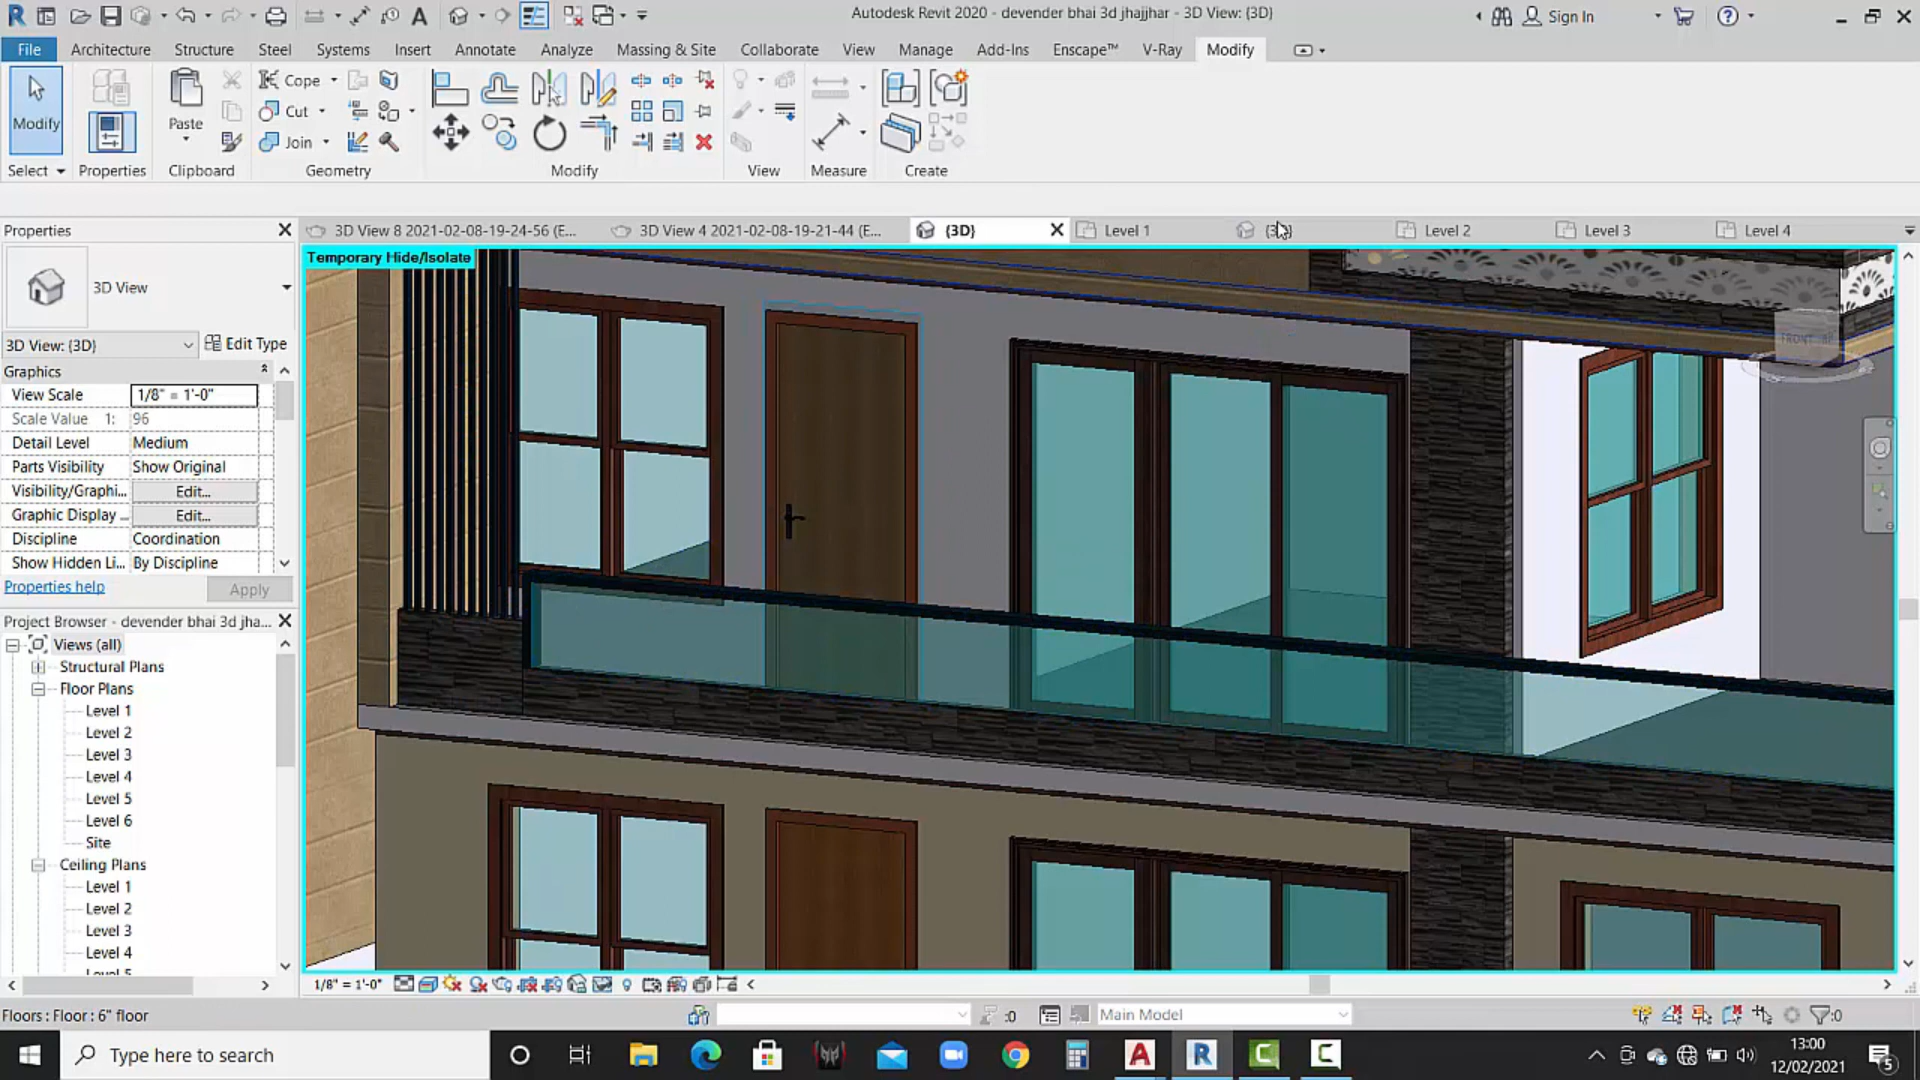 Autodesk Revit 2020 - devender bhai 3d jhajjhar - 3D View: {3D}
Sign In
File Architecture Structure Steel Systems Insert Annotate Analyze Massing & Site Collaborate View Manage Add-Ins Enscape™ V-Ray Modify
Modify
Paste
Cope
Cut
Join
Select Properties Clipboard Geometry Modify View Measure Create
Properties
3D View 8 2021-02-08-19-24-56 (E...
3D View 4 2021-02-08-19-21-44 (E...
{3D}
Level 1
Level 2
Level 3
Level 4
Temporary Hide/Isolate
3D View
3D View: {3D}
Edit Type
Graphics
View Scale 1/8" = 1'-0"
Scale Value 1: 96
Detail Level Medium
Parts Visibility Show Original
Visibility/Graphi... Edit...
Graphic Display ... Edit...
Discipline Coordination
Show Hidden Li... By Discipline
Properties help
Apply
Project Browser - devender bhai 3d jha...
Views (all)
Structural Plans
Floor Plans
Level 1
Level 2
Level 3
Level 4
Level 5
Level 6
Site
Ceiling Plans
Level 1
Level 2
Level 3
Level 4
Level 5
FRONT
1/8" = 1'-0"
Floors : Floor : 6" floor
:0
Main Model
:0
Type here to search
13:00
12/02/2021
5